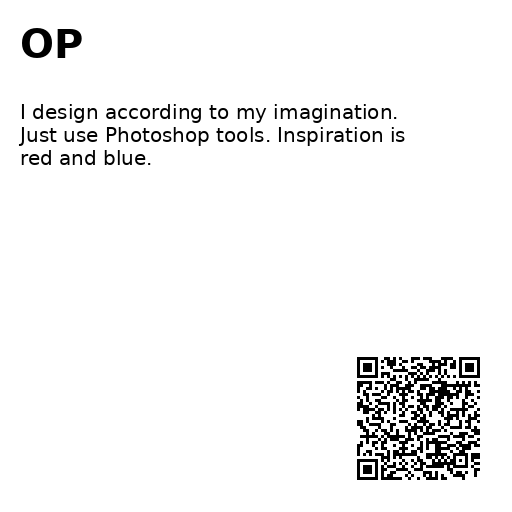 OP
I design according to my imagination.
Just use Photoshop tools. Inspiration is
red and blue.